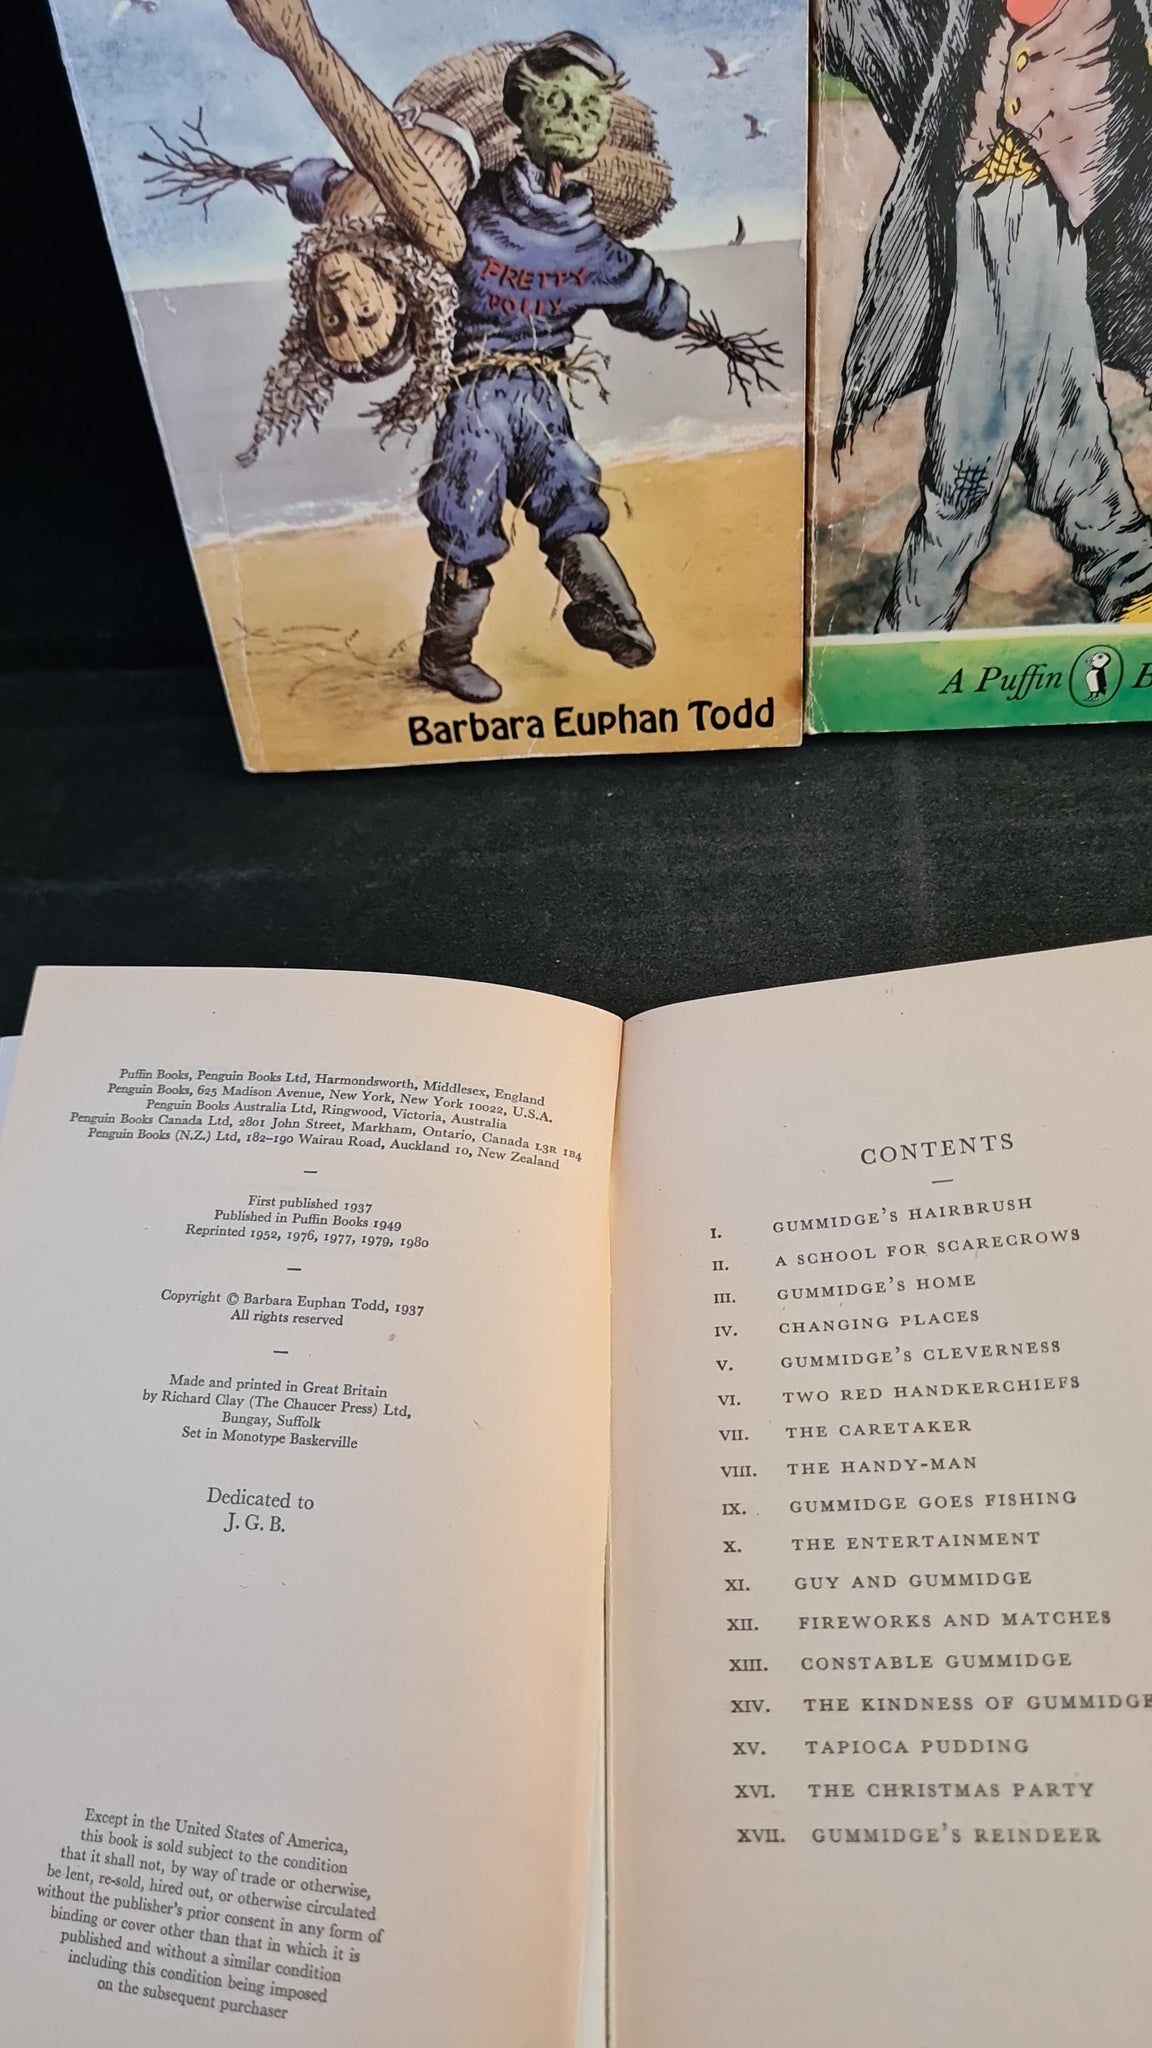 PRETTY
POLLY
Barbara Euphan Todd
A Puffin
Puffin Books, Penguin Books Ltd, Harmondsworth, Middlesex, England
Penguin Books, 625 Madison Avenue, New York, New York 10022, U.S.A.
Penguin Books Australia Ltd, Ringwood, Victoria, Australia
Penguin Books Canada Ltd, 2801 John Street, Markham, Ontario, Canada L3R 1B4
Penguin Books (N.Z.) Ltd, 182–190 Wairau Road, Auckland 10, New Zealand
—
First published 1937
Published in Puffin Books 1949
Reprinted 1952, 1976, 1977, 1979, 1980
—
Copyright © Barbara Euphan Todd, 1937
All rights reserved
—
Made and printed in Great Britain
by Richard Clay (The Chaucer Press) Ltd,
Bungay, Suffolk
Set in Monotype Baskerville
Dedicated to
J. G. B.
Except in the United States of America,
this book is sold subject to the condition
that it shall not, by way of trade or otherwise,
be lent, re-sold, hired out, or otherwise circulated
without the publisher's prior consent in any form of
binding or cover other than that in which it is
published and without a similar condition
including this condition being imposed
on the subsequent purchaser
CONTENTS
—
I. GUMMIDGE'S HAIRBRUSH
II. A SCHOOL FOR SCARECROWS
III. GUMMIDGE'S HOME
IV. CHANGING PLACES
V. GUMMIDGE'S CLEVERNESS
VI. TWO RED HANDKERCHIEFS
VII. THE CARETAKER
VIII. THE HANDY-MAN
IX. GUMMIDGE GOES FISHING
X. THE ENTERTAINMENT
XI. GUY AND GUMMIDGE
XII. FIREWORKS AND MATCHES
XIII. CONSTABLE GUMMIDGE
XIV. THE KINDNESS OF GUMMIDGE
XV. TAPIOCA PUDDING
XVI. THE CHRISTMAS PARTY
XVII. GUMMIDGE'S REINDEER